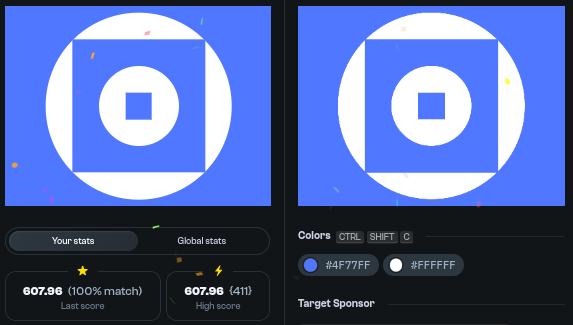 Your stats
Global stats
607.96 (100% match)
Last score
607.96 {411}
High score
Colors CTRL SHIFT C
#4F77FF #FFFFFF
Target Sponsor